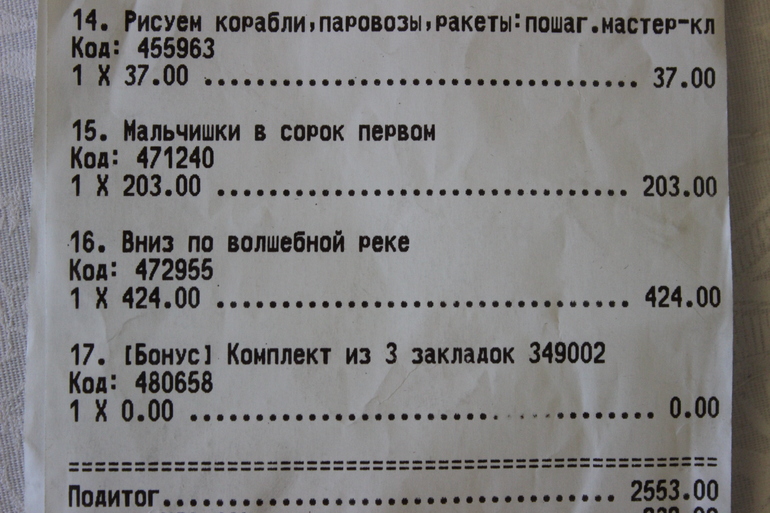 14. Рисуем корабли,паровозы,ракеты:пошаг.мастер-кл
Код: 455963
1 X 37.00 ................................. 37.00
15. Мальчишки в сорок первом
Код: 471240
1 X 203.00 ................................ 203.00
16. Вниз по волшебной реке
Код: 472955
1 X 424.00 ................................ 424.00
17. [Бонус] Комплект из 3 закладок 349002
Код: 480658
1 X 0.00 ................................... 0.00
==================================================
Подитог................................... 2553.00